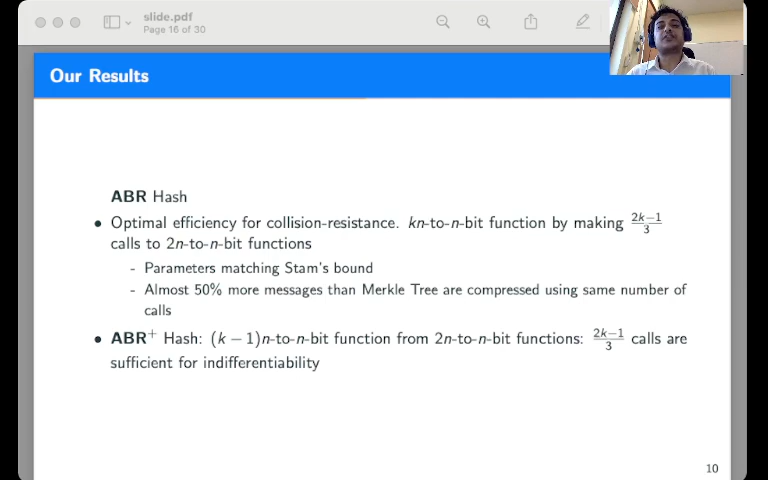 slide.pdf
Page 16 of 30
Our Results
ABR Hash
• Optimal efficiency for collision-resistance. kn-to-n-bit function by making (2k−1)/3
calls to 2n-to-n-bit functions
- Parameters matching Stam's bound
- Almost 50% more messages than Merkle Tree are compressed using same number of
calls
• ABR⁺ Hash: (k − 1)n-to-n-bit function from 2n-to-n-bit functions: (2k−1)/3 calls are
sufficient for indifferentiability
10